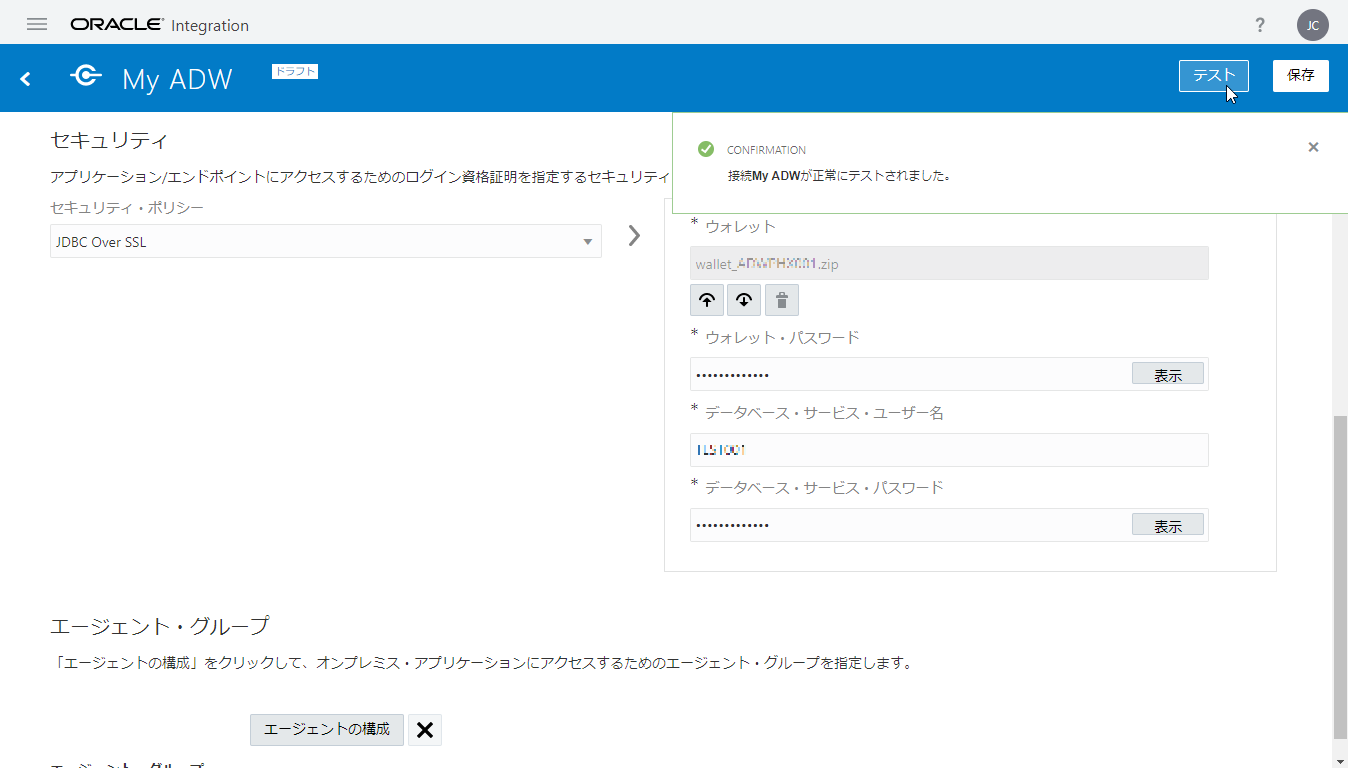 ORACLE Integration
?
JC
My ADW
ドラフト
テスト
保存
CONFIRMATION
接続My ADWが正常にテストされました。
セキュリティ
アプリケーション/エンドポイントにアクセスするためのログイン資格証明を指定するセキュリティ
セキュリティ・ポリシー
JDBC Over SSL
* ウォレット
wallet_ .zip
* ウォレット・パスワード
•••••••••••••
表示
* データベース・サービス・ユーザー名
* データベース・サービス・パスワード
•••••••••••••
表示
エージェント・グループ
「エージェントの構成」をクリックして、オンプレミス・アプリケーションにアクセスするためのエージェント・グループを指定します。
エージェントの構成